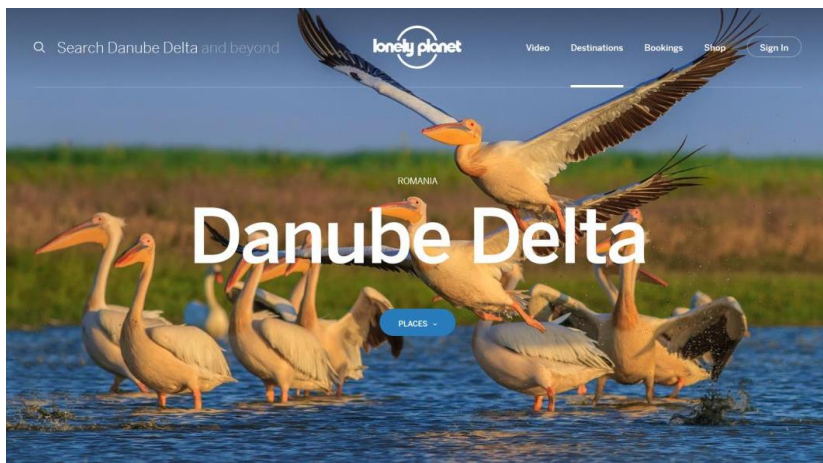 Search Danube Delta and beyond
lonely planet
Video Destinations Bookings Shop Sign In
ROMANIA
Danube Delta
PLACES